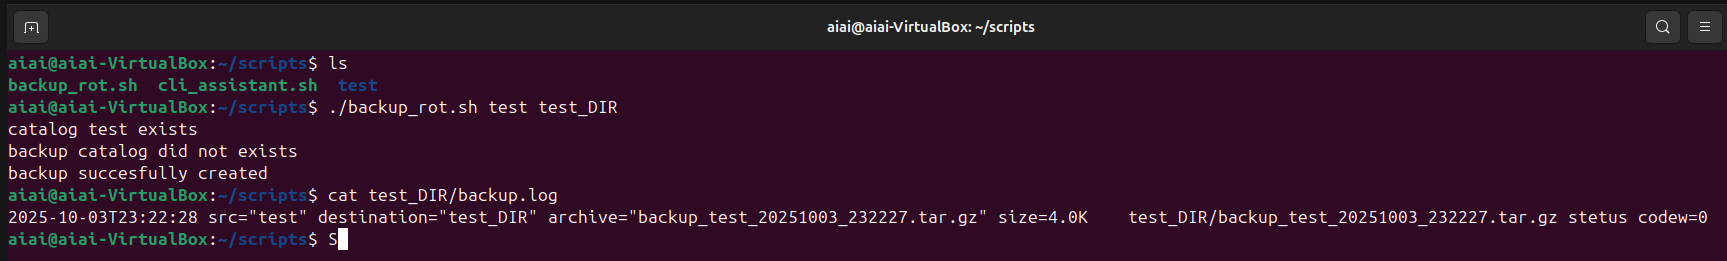 aiai@aiai-VirtualBox: ~/scripts
aiai@aiai-VirtualBox:~/scripts$ ls
backup_rot.sh  cli_assistant.sh  test
aiai@aiai-VirtualBox:~/scripts$ ./backup_rot.sh test test_DIR
catalog test exists
backup catalog did not exists
backup succesfully created
aiai@aiai-VirtualBox:~/scripts$ cat test_DIR/backup.log
2025-10-03T23:22:28 src="test" destination="test_DIR" archive="backup_test_20251003_232227.tar.gz" size=4.0K    test_DIR/backup_test_20251003_232227.tar.gz stetus codew=0
aiai@aiai-VirtualBox:~/scripts$ S